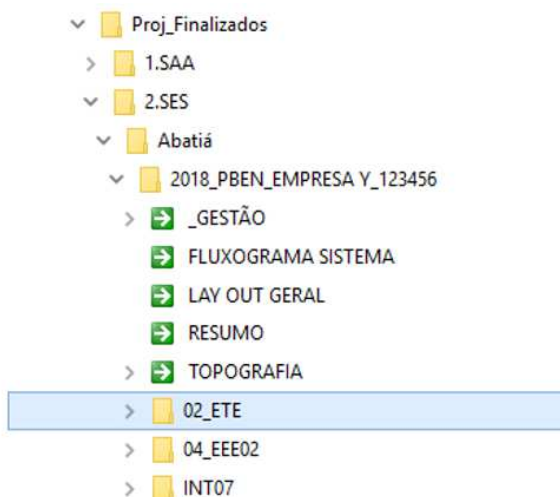 Proj_Finalizados
1.SAA
2.SES
Abatiá
2018_PBEN_EMPRESA Y_123456
_GESTÃO
FLUXOGRAMA SISTEMA
LAY OUT GERAL
RESUMO
TOPOGRAFIA
02_ETE
04_EEE02
INT07